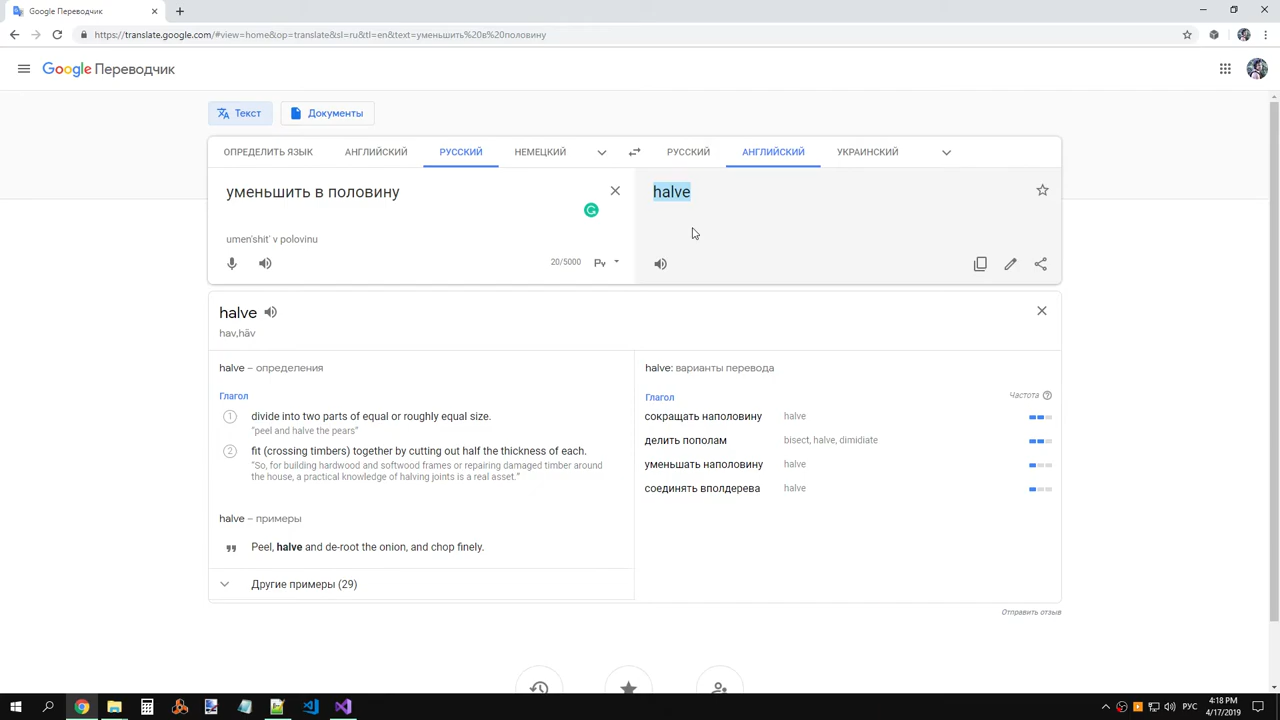 Google Переводчик
https://translate.google.com/#view=home&op=translate&sl=ru&tl=en&text=уменьшить%20в%20половину
Google Переводчик
Текст
Документы
ОПРЕДЕЛИТЬ ЯЗЫК АНГЛИЙСКИЙ РУССКИЙ НЕМЕЦКИЙ
РУССКИЙ АНГЛИЙСКИЙ УКРАИНСКИЙ
уменьшить в половину
umen'shit' v polovinu
20/5000
halve
halve
hav,häv
halve – определения
Глагол
1 divide into two parts of equal or roughly equal size.
“peel and halve the pears”
2 fit (crossing timbers) together by cutting out half the thickness of each.
“So, for building hardwood and softwood frames or repairing damaged timber around
the house, a practical knowledge of halving joints is a real asset.”
halve – примеры
Peel, halve and de-root the onion, and chop finely.
Другие примеры (29)
halve: варианты перевода
Глагол Частота
сокращать наполовину halve
делить пополам bisect, halve, dimidiate
уменьшать наполовину halve
соединять вполдерева halve
Отправить отзыв
РУС
4:18 PM
4/17/2019